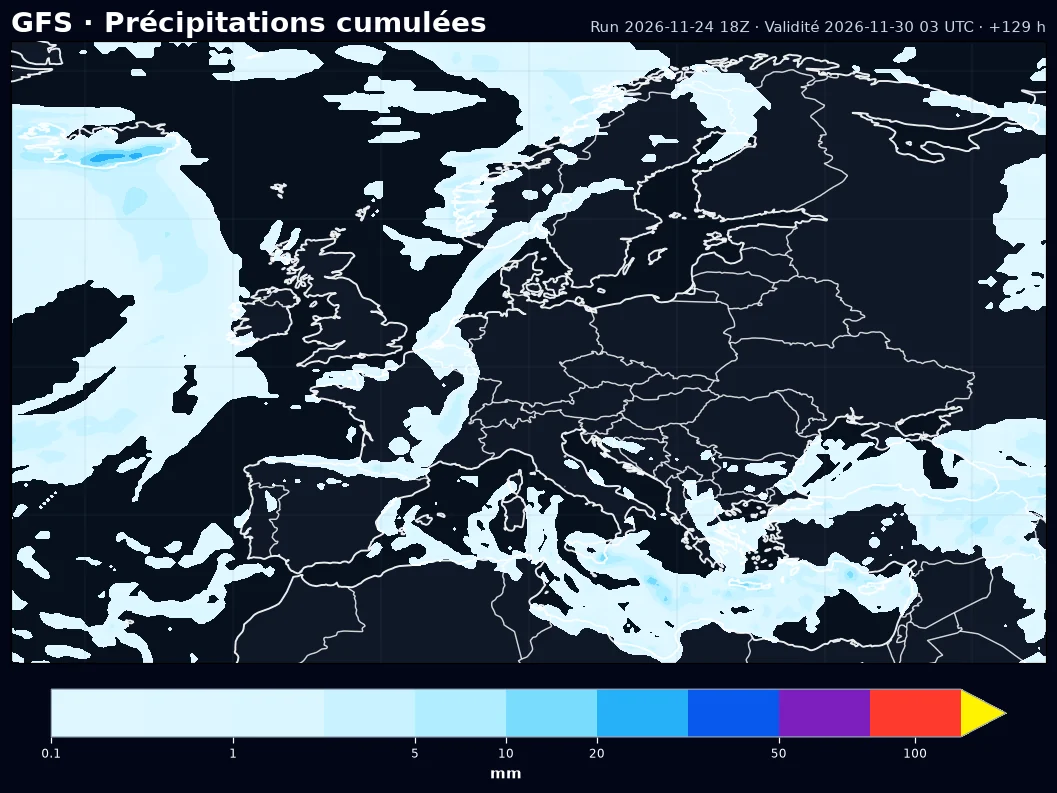 GFS · Précipitations cumulées
Run 2026-11-24 18Z · Validité 2026-11-30 03 UTC · +129 h
0.1 1 5 10 20 50 100
mm